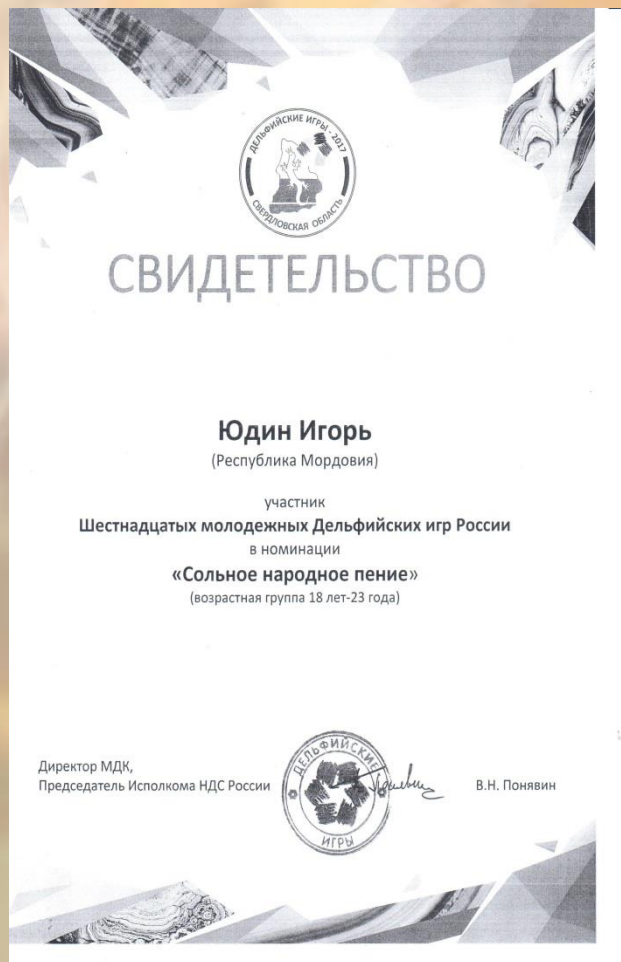 ДЕЛЬФИЙСКИЕ ИГРЫ - 2017
СВЕРДЛОВСКАЯ ОБЛАСТЬ
СВИДЕТЕЛЬСТВО
Юдин Игорь
(Республика Мордовия)
участник
Шестнадцатых молодежных Дельфийских игр России
в номинации
«Сольное народное пение»
(возрастная группа 18 лет-23 года)
Директор МДК,
Председатель Исполкома НДС России
ДЕЛЬФИЙСКИЕ
ИГРЫ
В.Н. Понявин